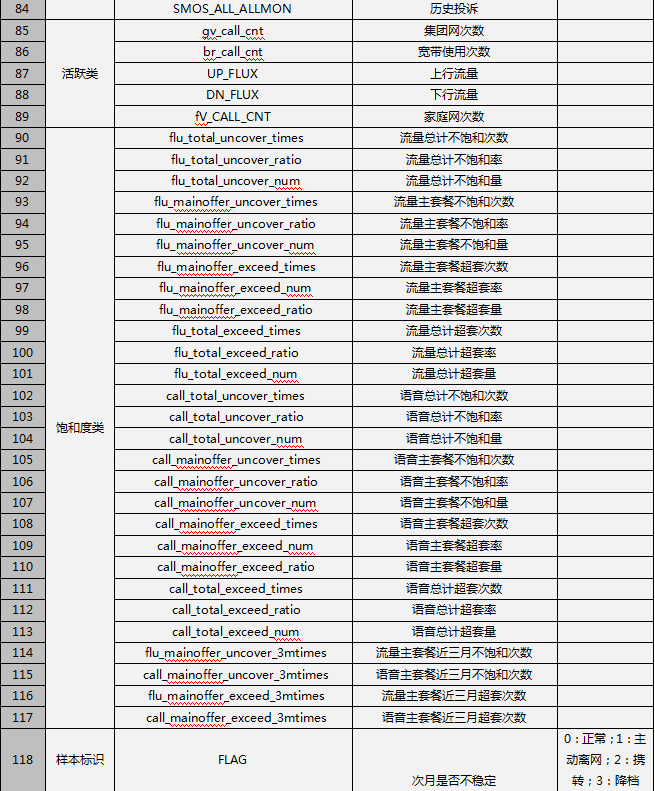 84 SMOS_ALL_ALLMON 历史投诉
85 gv_call_cnt 集团网次数
86 br_call_cnt 宽带使用次数
活跃类 87 UP_FLUX 上行流量
88 DN_FLUX 下行流量
89 fV_CALL_CNT 家庭网次数
90 flu_total_uncover_times 流量总计不饱和次数
91 flu_total_uncover_ratio 流量总计不饱和率
92 flu_total_uncover_num 流量总计不饱和量
93 flu_mainoffer_uncover_times 流量主套餐不饱和次数
94 flu_mainoffer_uncover_ratio 流量主套餐不饱和率
95 flu_mainoffer_uncover_num 流量主套餐不饱和量
96 flu_mainoffer_exceed_times 流量主套餐超套次数
97 flu_mainoffer_exceed_num 流量主套餐超套率
98 flu_mainoffer_exceed_ratio 流量主套餐超套量
99 flu_total_exceed_times 流量总计超套次数
100 flu_total_exceed_ratio 流量总计超套率
101 flu_total_exceed_num 流量总计超套量
102 call_total_uncover_times 语音总计不饱和次数
103 call_total_uncover_ratio 语音总计不饱和率
饱和度类 104 call_total_uncover_num 语音总计不饱和量
105 call_mainoffer_uncover_times 语音主套餐不饱和次数
106 call_mainoffer_uncover_ratio 语音主套餐不饱和率
107 call_mainoffer_uncover_num 语音主套餐不饱和量
108 call_mainoffer_exceed_times 语音主套餐超套次数
109 call_mainoffer_exceed_num 语音主套餐超套率
110 call_mainoffer_exceed_ratio 语音主套餐超套量
111 call_total_exceed_times 语音总计超套次数
112 call_total_exceed_ratio 语音总计超套率
113 call_total_exceed_num 语音总计超套量
114 flu_mainoffer_uncover_3mtimes 流量主套餐近三月不饱和次数
115 call_mainoffer_uncover_3mtimes 语音主套餐近三月不饱和次数
116 flu_mainoffer_exceed_3mtimes 流量主套餐近三月超套次数
117 call_mainoffer_exceed_3mtimes 语音主套餐近三月超套次数
118 样本标识 FLAG 次月是否不稳定
0：正常；1：主
动离网；2：携
转；3：降档